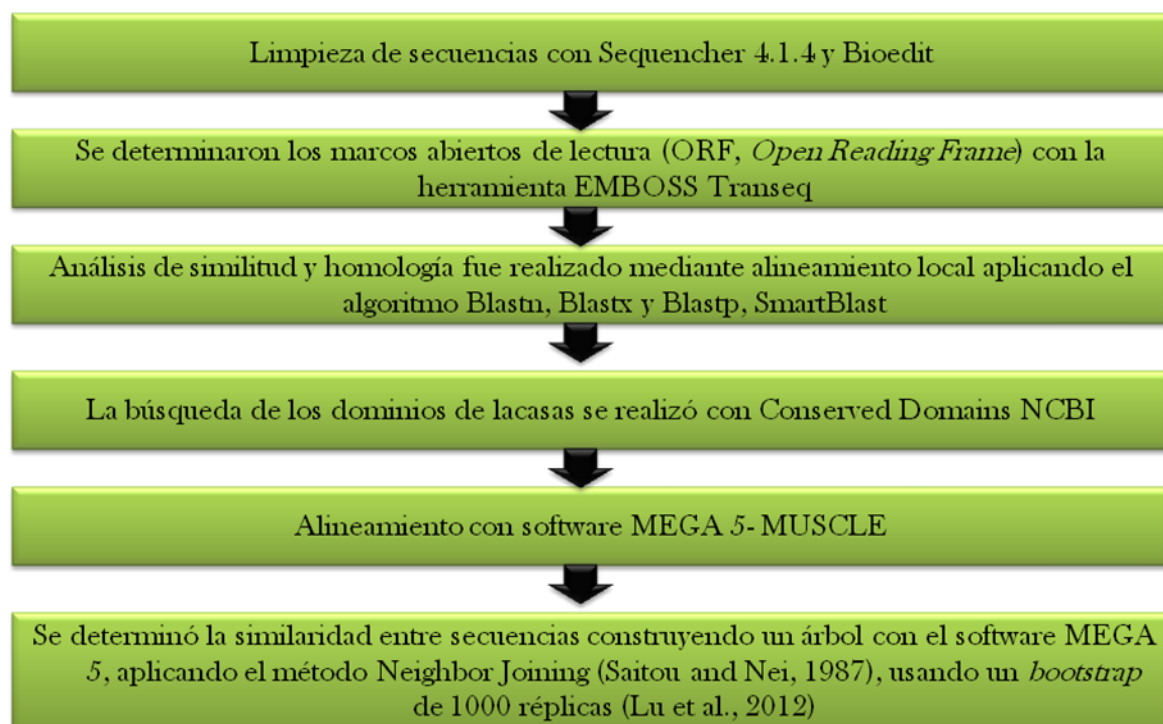 Limpieza de secuencias con Sequencher 4.1.4 y Bioedit
Se determinaron los marcos abiertos de lectura (ORF, Open Reading Frame) con la
herramienta EMBOSS Transeq
Análisis de similitud y homología fue realizado mediante alineamiento local aplicando el
algoritmo Blastn, Blastx y Blastp, SmartBlast
La búsqueda de los dominios de lacasas se realizó con Conserved Domains NCBI
Alineamiento con software MEGA 5- MUSCLE
Se determinó la similaridad entre secuencias construyendo un árbol con el software MEGA
5, aplicando el método Neighbor Joining (Saitou and Nei, 1987), usando un bootstrap
de 1000 réplicas (Lu et al., 2012)